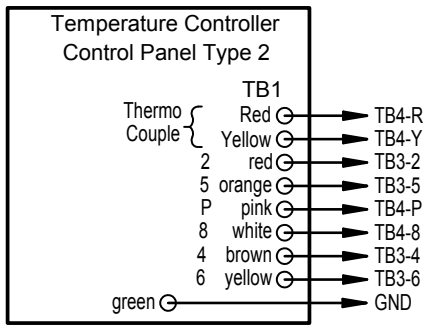 Temperature Controller
Control Panel Type 2
TB1
Thermo Couple
Red TB4-R
Yellow TB4-Y
2 red TB3-2
5 orange TB3-5
P pink TB4-P
8 white TB4-8
4 brown TB3-4
6 yellow TB3-6
green GND